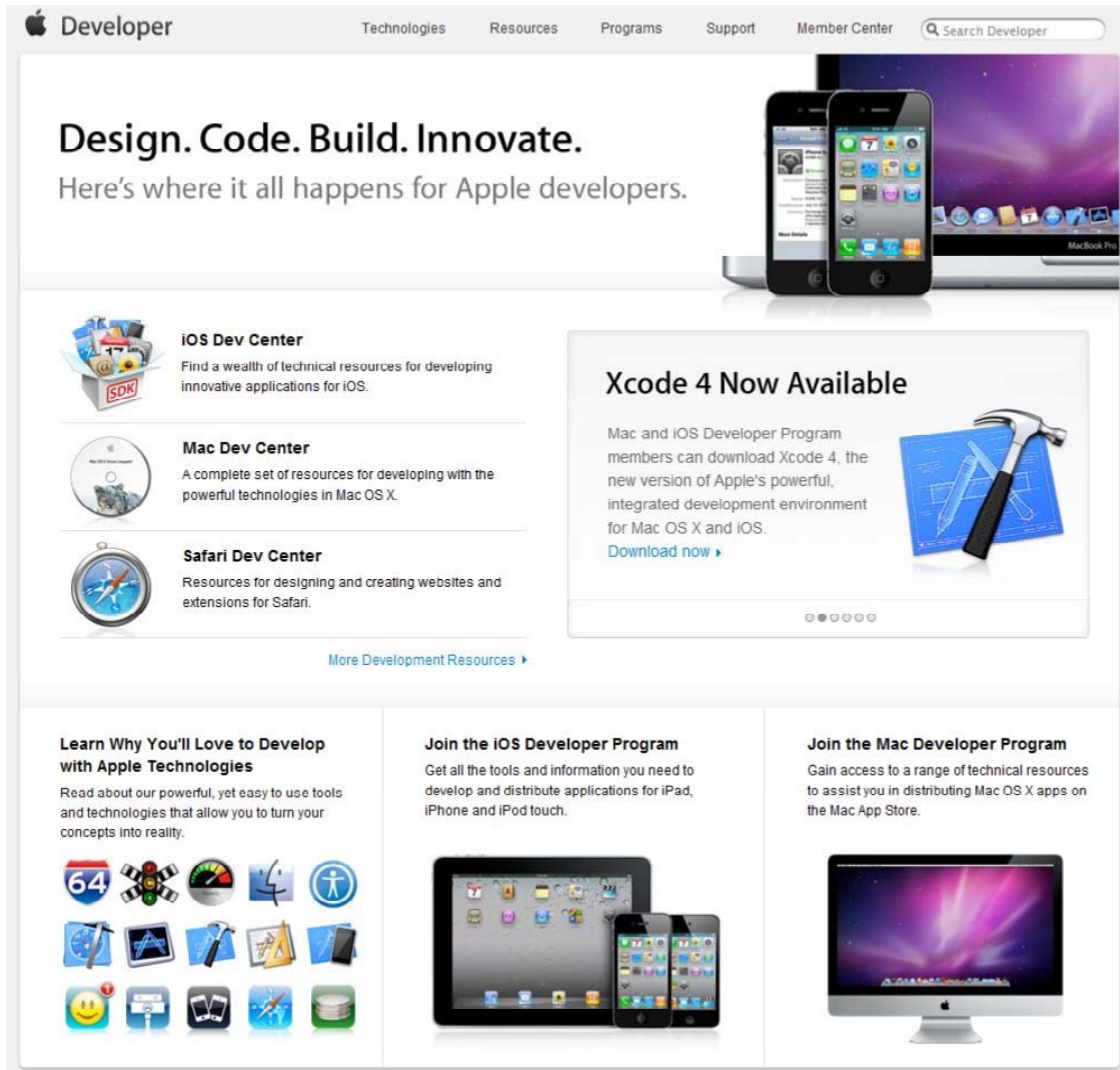 Developer
Technologies
Resources
Programs
Support
Member Center
Search Developer
Design. Code. Build. Innovate.
Here's where it all happens for Apple developers.
MacBook Pro
iOS Dev Center
Find a wealth of technical resources for developing
innovative applications for iOS.
SDK
Mac Dev Center
A complete set of resources for developing with the
powerful technologies in Mac OS X.
Safari Dev Center
Resources for designing and creating websites and
extensions for Safari.
More Development Resources
Xcode 4 Now Available
Mac and iOS Developer Program
members can download Xcode 4, the
new version of Apple's powerful,
integrated development environment
for Mac OS X and iOS.
Download now
Learn Why You'll Love to Develop
with Apple Technologies
Read about our powerful, yet easy to use tools
and technologies that allow you to turn your
concepts into reality.
64
1
Join the iOS Developer Program
Get all the tools and information you need to
develop and distribute applications for iPad,
iPhone and iPod touch.
Join the Mac Developer Program
Gain access to a range of technical resources
to assist you in distributing Mac OS X apps on
the Mac App Store.